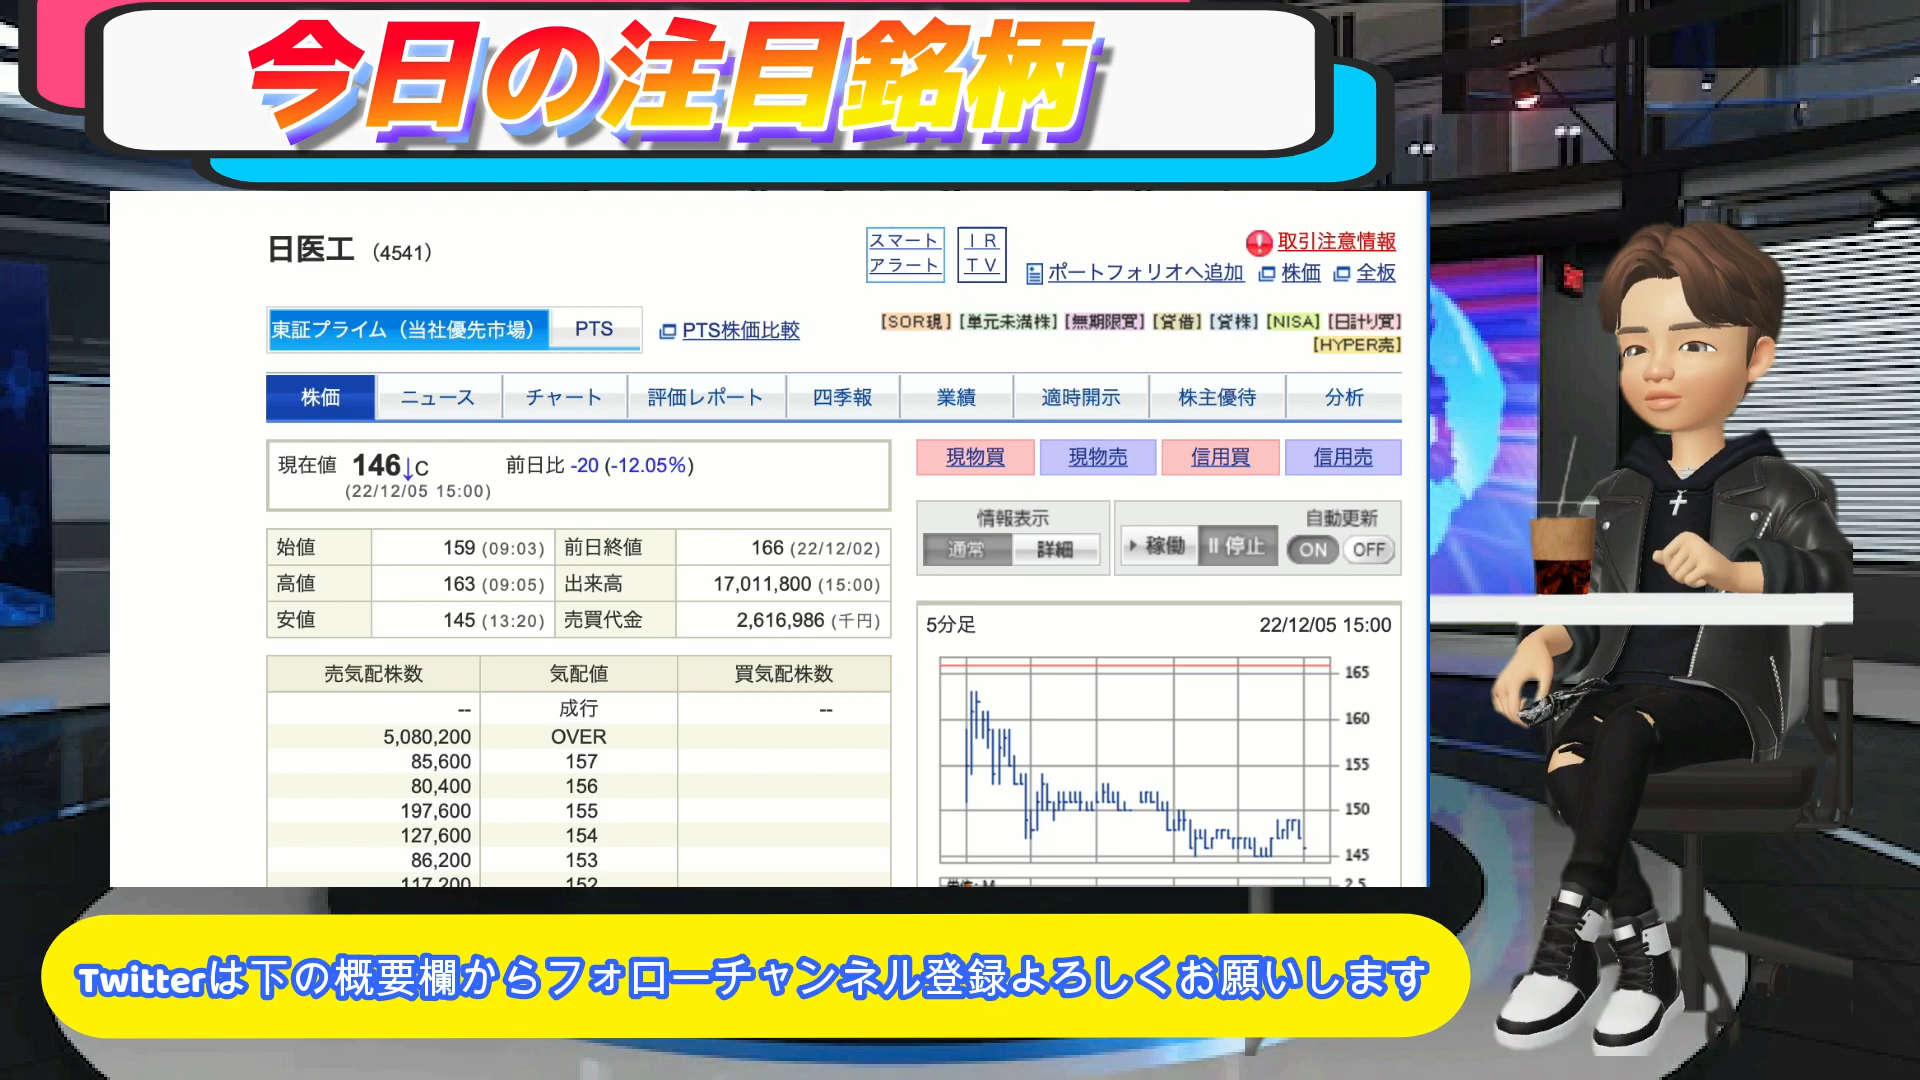 今日の注目銘柄
日医工 （4541）
スマート
アラート
ＩＲ
ＴＶ
取引注意情報
ポートフォリオへ追加 株価 全板
東証プライム（当社優先市場） PTS PTS株価比較
[SOR現] [単元未満株] [無期限寛] [貸借] [貸株] [NISA] [日計り寛]
[HYPER売]
株価 ニュース チャート 評価レポート 四季報 業績 適時開示 株主優待 分析
現在値 146↓C 前日比 -20 (-12.05%)
(22/12/05 15:00)
現物買 現物売 信用買 信用売
情報表示
通常 詳細
自動更新
稼働 停止 ON OFF
始値 159 (09:03) 前日終値 166 (22/12/02)
高値 163 (09:05) 出来高 17,011,800 (15:00)
安値 145 (13:20) 売買代金 2,616,986 (千円)
5分足 22/12/05 15:00
165
160
155
150
145
2.5
売気配株数 気配値 買気配株数
-- 成行 --
5,080,200 OVER
85,600 157
80,400 156
197,600 155
127,600 154
86,200 153
117,200 152
Twitterは下の概要欄からフォローチャンネル登録よろしくお願いします